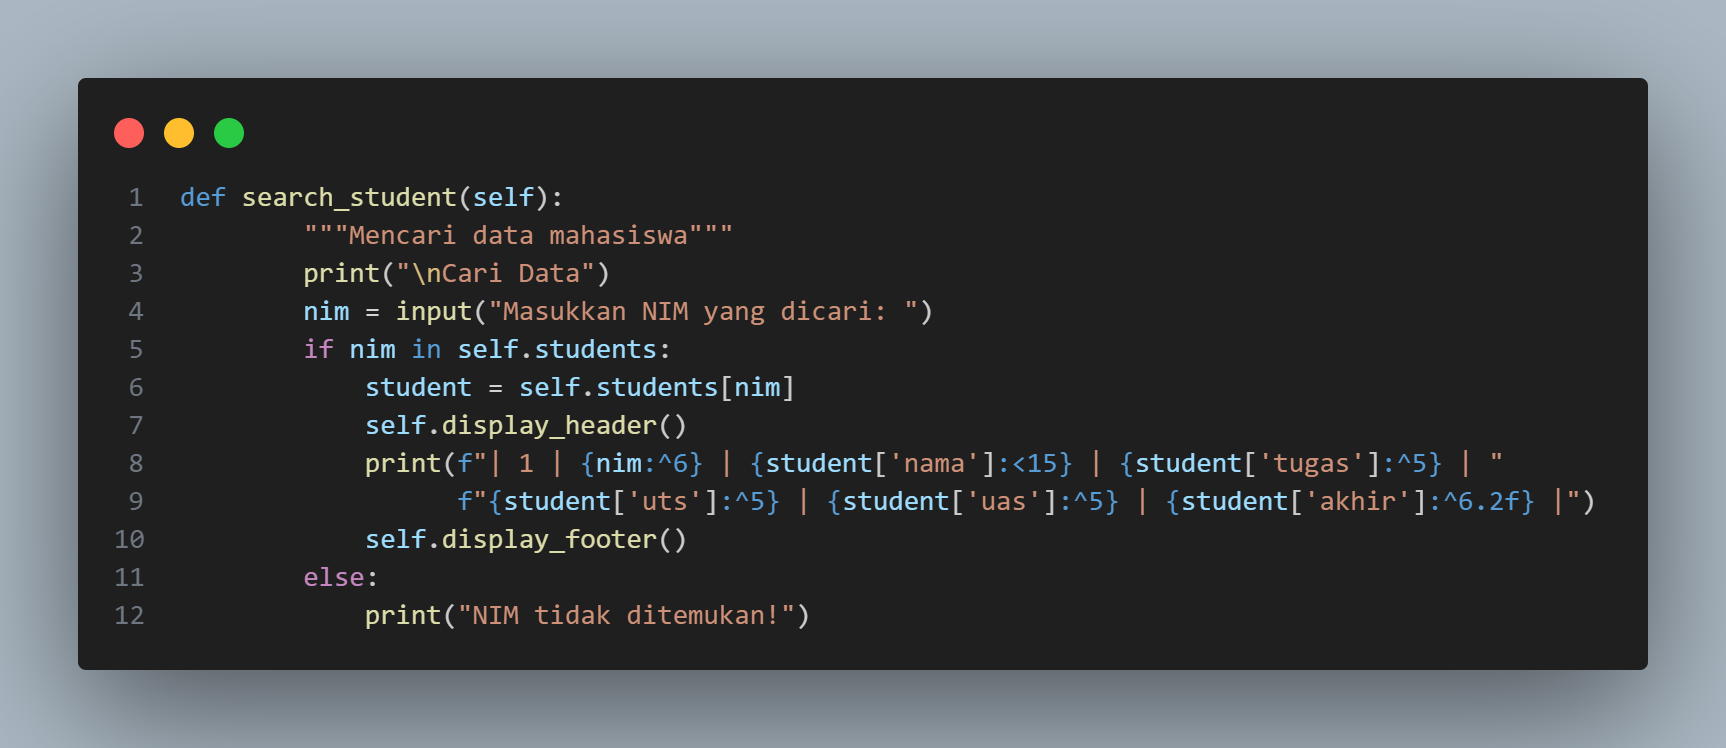 1 def search_student(self):
2         """Mencari data mahasiswa"""
3         print("\nCari Data")
4         nim = input("Masukkan NIM yang dicari: ")
5         if nim in self.students:
6             student = self.students[nim]
7             self.display_header()
8             print(f"| 1 | {nim:^6} | {student['nama']:<15} | {student['tugas']:^5} | "
9                   f"{student['uts']:^5} | {student['uas']:^5} | {student['akhir']:^6.2f} |")
10             self.display_footer()
11         else:
12             print("NIM tidak ditemukan!")